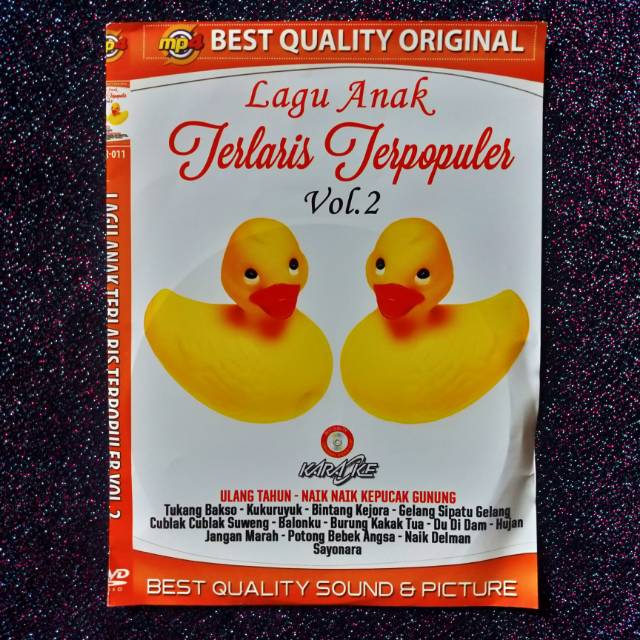 mp4 BEST QUALITY ORIGINAL
Lagu Anak
Terlaris Terpopuler
Vol.2
KARAOKE
ULANG TAHUN - NAIK NAIK KEPUCAK GUNUNG
Tukang Bakso - Kukuruyuk - Bintang Kejora - Gelang Sipatu Gelang
Cublak Cublak Suweng - Balonku - Burung Kakak Tua - Du Di Dam - Hujan
Jangan Marah - Potong Bebek Angsa - Naik Delman
Sayonara
BEST QUALITY SOUND & PICTURE
-011
LAGU ANAK TERLARIS TERPOPULER VOL. 2